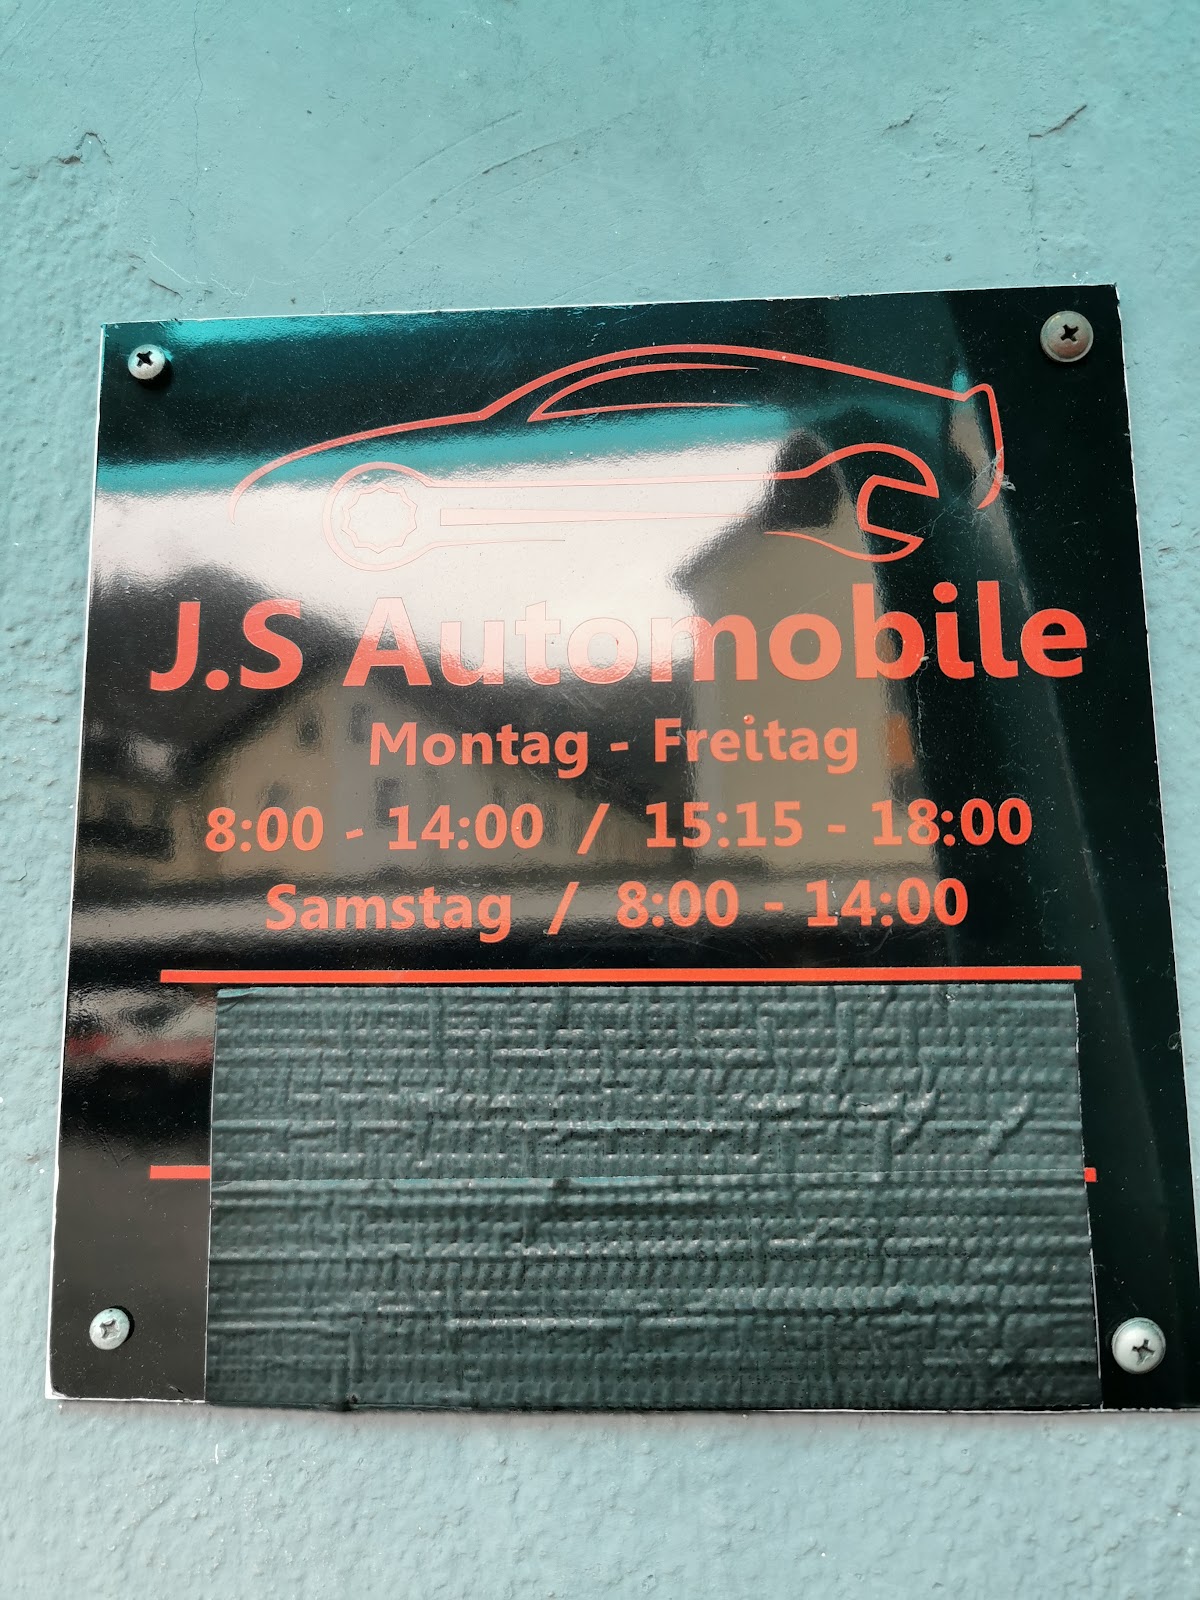 J.S Automobile
Montag - Freitag
8:00 - 14:00 / 15:15 - 18:00
Samstag / 8:00 - 14:00